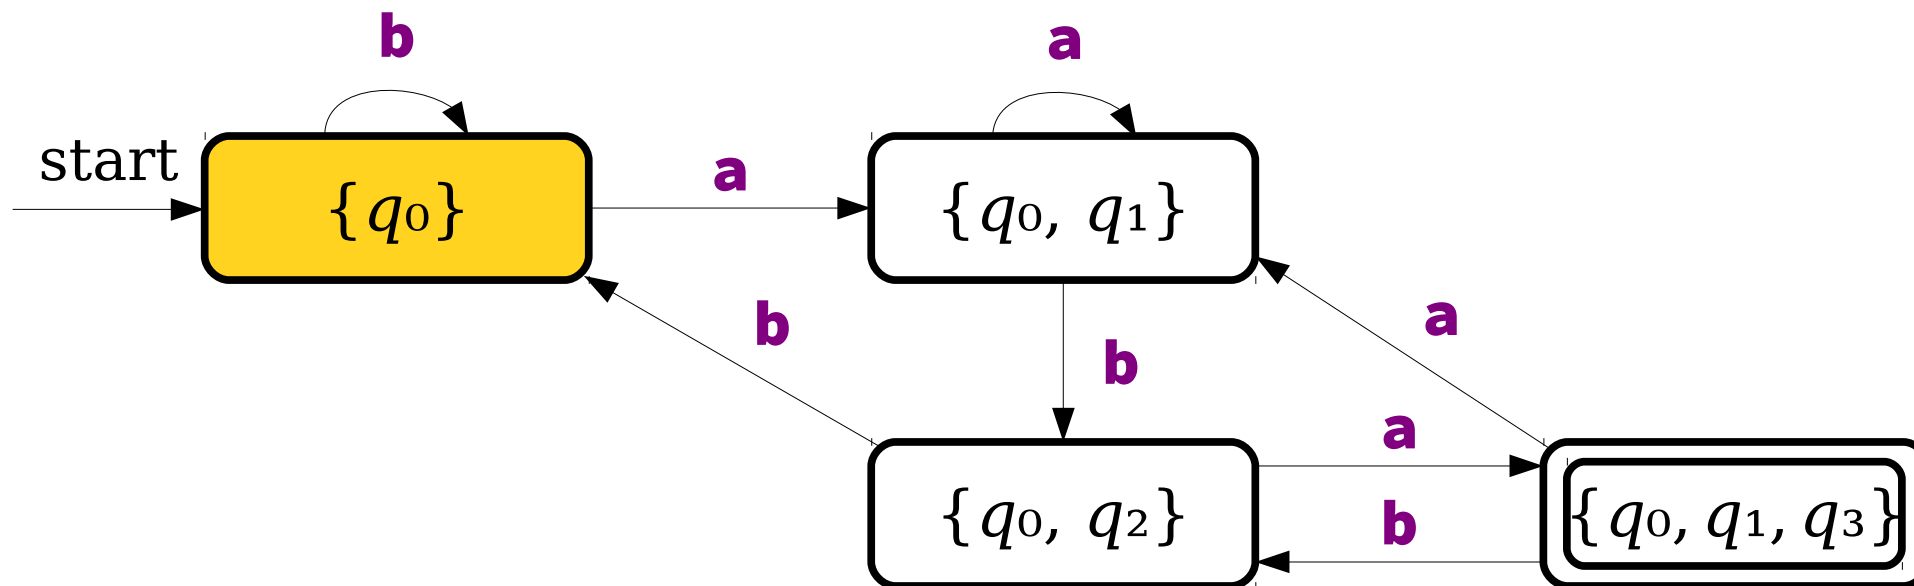 b
a
start
{q₀}
a
{q₀, q₁}
b
b
a
{q₀, q₂}
a
b
{q₀, q₁, q₃}